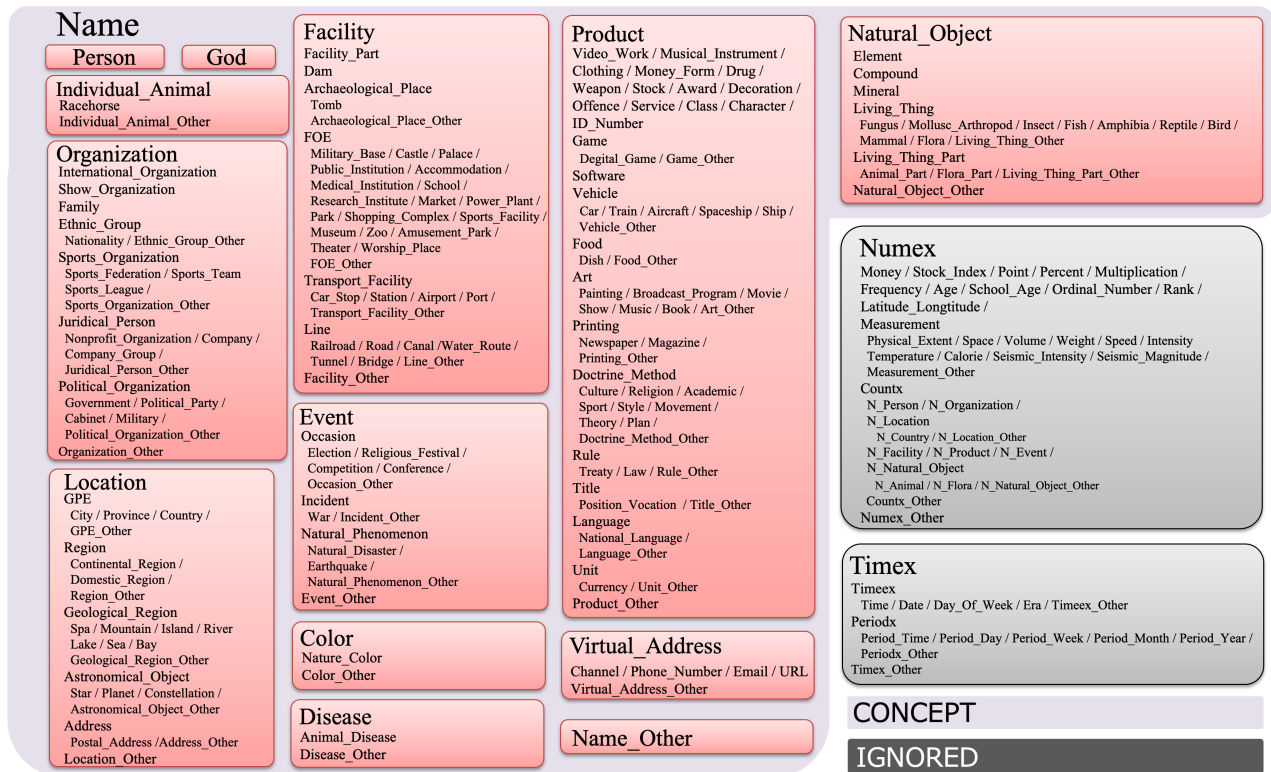 Name
Person
God
Individual_Animal
Racehorse
Individual_Animal_Other
Organization
International_Organization
Show_Organization
Family
Ethnic_Group
Nationality / Ethnic_Group_Other
Sports_Organization
Sports_Federation / Sports_Team
Sports_League /
Sports_Organization_Other
Juridical_Person
Nonprofit_Organization / Company /
Company_Group /
Juridical_Person_Other
Political_Organization
Government / Political_Party /
Cabinet / Military /
Political_Organization_Other
Organization_Other
Location
GPE
City / Province / Country /
GPE_Other
Region
Continental_Region /
Domestic_Region /
Region_Other
Geological_Region
Spa / Mountain / Island / River
Lake / Sea / Bay
Geological_Region_Other
Astronomical_Object
Star / Planet / Constellation /
Astronomical_Object_Other
Address
Postal_Address /Address_Other
Location_Other
Facility
Facility_Part
Dam
Archaeological_Place
Tomb
Archaeological_Place_Other
FOE
Military_Base / Castle / Palace /
Public_Institution / Accommodation /
Medical_Institution / School /
Research_Institute / Market / Power_Plant /
Park / Shopping_Complex / Sports_Facility /
Museum / Zoo / Amusement_Park /
Theater / Worship_Place
FOE_Other
Transport_Facility
Car_Stop / Station / Airport / Port /
Transport_Facility_Other
Line
Railroad / Road / Canal /Water_Route /
Tunnel / Bridge / Line_Other
Facility_Other
Event
Occasion
Election / Religious_Festival /
Competition / Conference /
Occasion_Other
Incident
War / Incident_Other
Natural_Phenomenon
Natural_Disaster /
Earthquake /
Natural_Phenomenon_Other
Event_Other
Color
Nature_Color
Color_Other
Disease
Animal_Disease
Disease_Other
Product
Video_Work / Musical_Instrument /
Clothing / Money_Form / Drug /
Weapon / Stock / Award / Decoration /
Offence / Service / Class / Character /
ID_Number
Game
Degital_Game / Game_Other
Software
Vehicle
Car / Train / Aircraft / Spaceship / Ship /
Vehicle_Other
Food
Dish / Food_Other
Art
Painting / Broadcast_Program / Movie /
Show / Music / Book / Art_Other
Printing
Newspaper / Magazine /
Printing_Other
Doctrine_Method
Culture / Religion / Academic /
Sport / Style / Movement /
Theory / Plan /
Doctrine_Method_Other
Rule
Treaty / Law / Rule_Other
Title
Position_Vocation / Title_Other
Language
National_Language /
Language_Other
Unit
Currency / Unit_Other
Product_Other
Virtual_Address
Channel / Phone_Number / Email / URL
Virtual_Address_Other
Name_Other
Natural_Object
Element
Compound
Mineral
Living_Thing
Fungus / Mollusc_Arthropod / Insect / Fish / Amphibia / Reptile / Bird /
Mammal / Flora / Living_Thing_Other
Living_Thing_Part
Animal_Part / Flora_Part / Living_Thing_Part_Other
Natural_Object_Other
Numex
Money / Stock_Index / Point / Percent / Multiplication /
Frequency / Age / School_Age / Ordinal_Number / Rank /
Latitude_Longtitude /
Measurement
Physical_Extent / Space / Volume / Weight / Speed / Intensity
Temperature / Calorie / Seismic_Intensity / Seismic_Magnitude /
Measurement_Other
Countx
N_Person / N_Organization /
N_Location
N_Country / N_Location_Other
N_Facility / N_Product / N_Event /
N_Natural_Object
N_Animal / N_Flora / N_Natural_Object_Other
Countx_Other
Numex_Other
Timex
Timeex
Time / Date / Day_Of_Week / Era / Timeex_Other
Periodx
Period_Time / Period_Day / Period_Week / Period_Month / Period_Year /
Periodx_Other
Timex_Other
CONCEPT
IGNORED